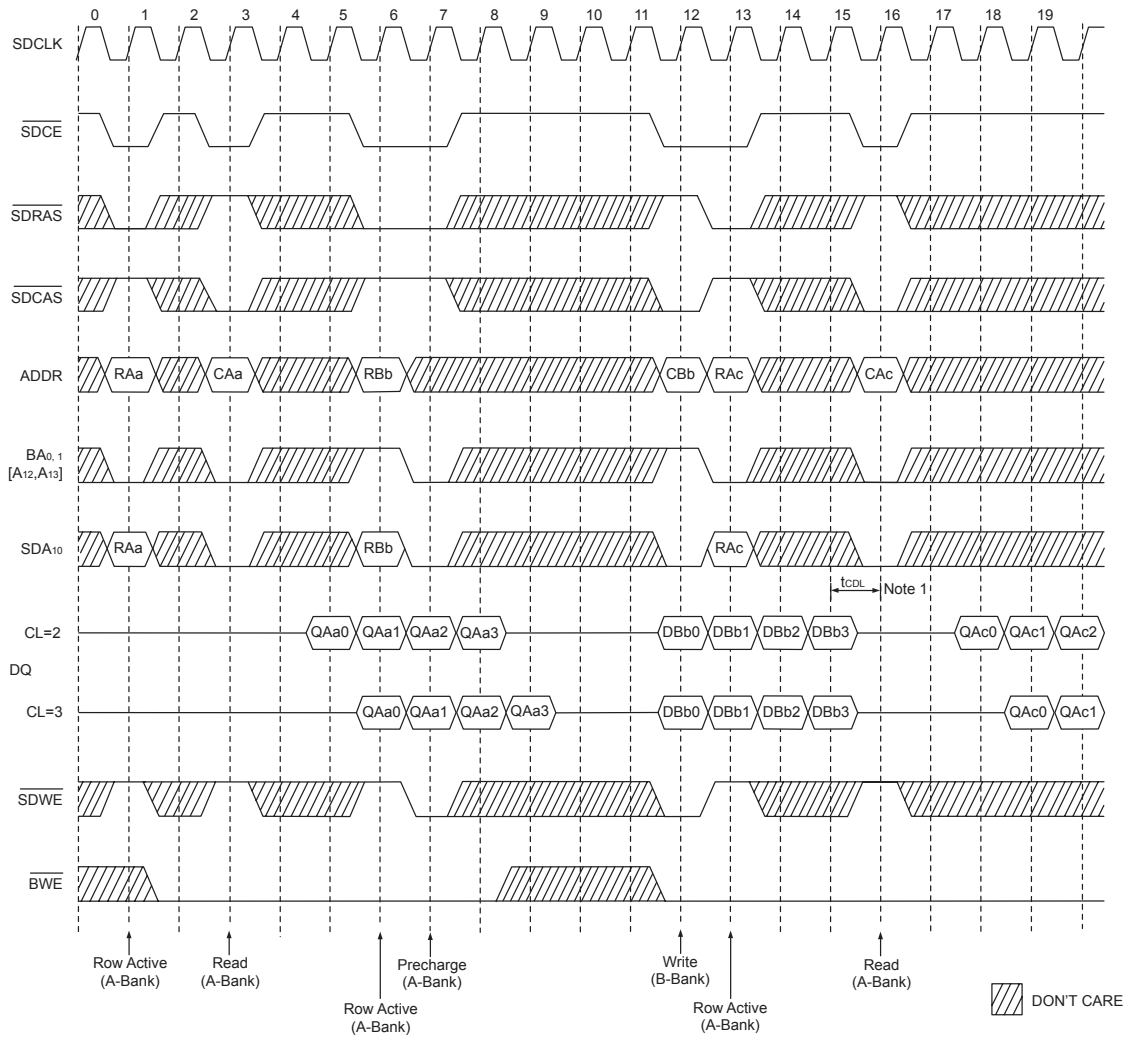 0 1 2 3 4 5 6 7 8 9 10 11 12 13 14 15 16 17 18 19
SDCLK
SDCE
SDRAS
SDCAS
ADDR RAa CAa RBb CBb RAc CAc
BA0, 1
[A12,A13]
SDA10 RAa RBb RAc
tCDL Note 1
CL=2 QAa0 QAa1 QAa2 QAa3 DBb0 DBb1 DBb2 DBb3 QAc0 QAc1 QAc2
DQ
CL=3 QAa0 QAa1 QAa2 QAa3 DBb0 DBb1 DBb2 DBb3 QAc0 QAc1
SDWE
BWE
Row Active
(A-Bank)
Read
(A-Bank)
Row Active
(A-Bank)
Precharge
(A-Bank)
Write
(B-Bank)
Row Active
(A-Bank)
Read
(A-Bank)
DON'T CARE